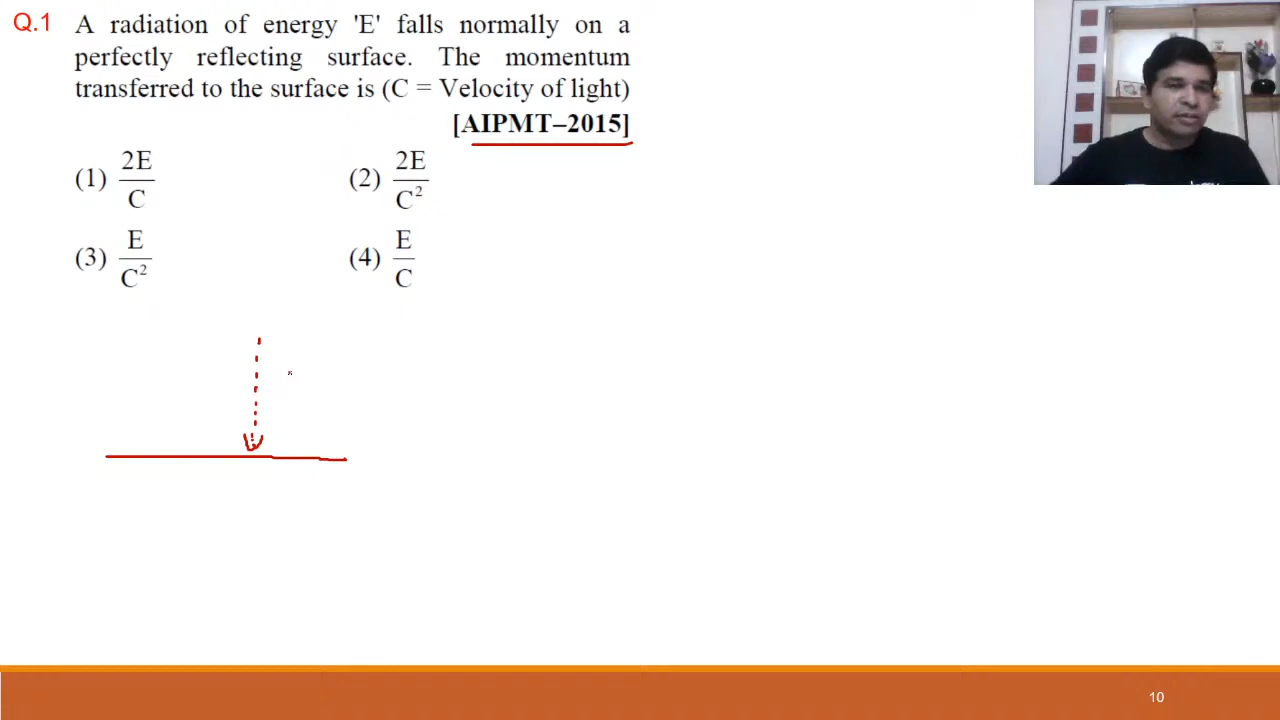 Q.1 A radiation of energy 'E' falls normally on a
perfectly reflecting surface. The momentum
transferred to the surface is (C = Velocity of light)
[AIPMT–2015]
(1) 2E/C (2) 2E/C²
(3) E/C² (4) E/C
10